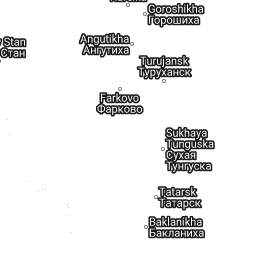 Goroshikha
Горошиха
Angutikha
Ангутиха
Stan
Стан
Turujansk
Туруханск
Farkovo
Фарково
Sukhaya
Tunguska
Сухая
Тунгуска
Tatarsk
Татарск
Baklanikha
Бакланиха